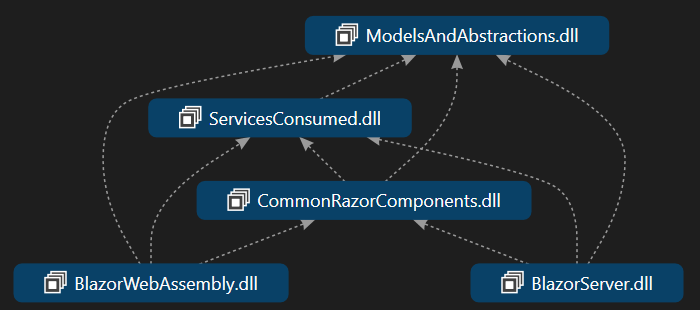 ModelsAndAbstractions.dll
ServicesConsumed.dll
CommonRazorComponents.dll
BlazorWebAssembly.dll
BlazorServer.dll